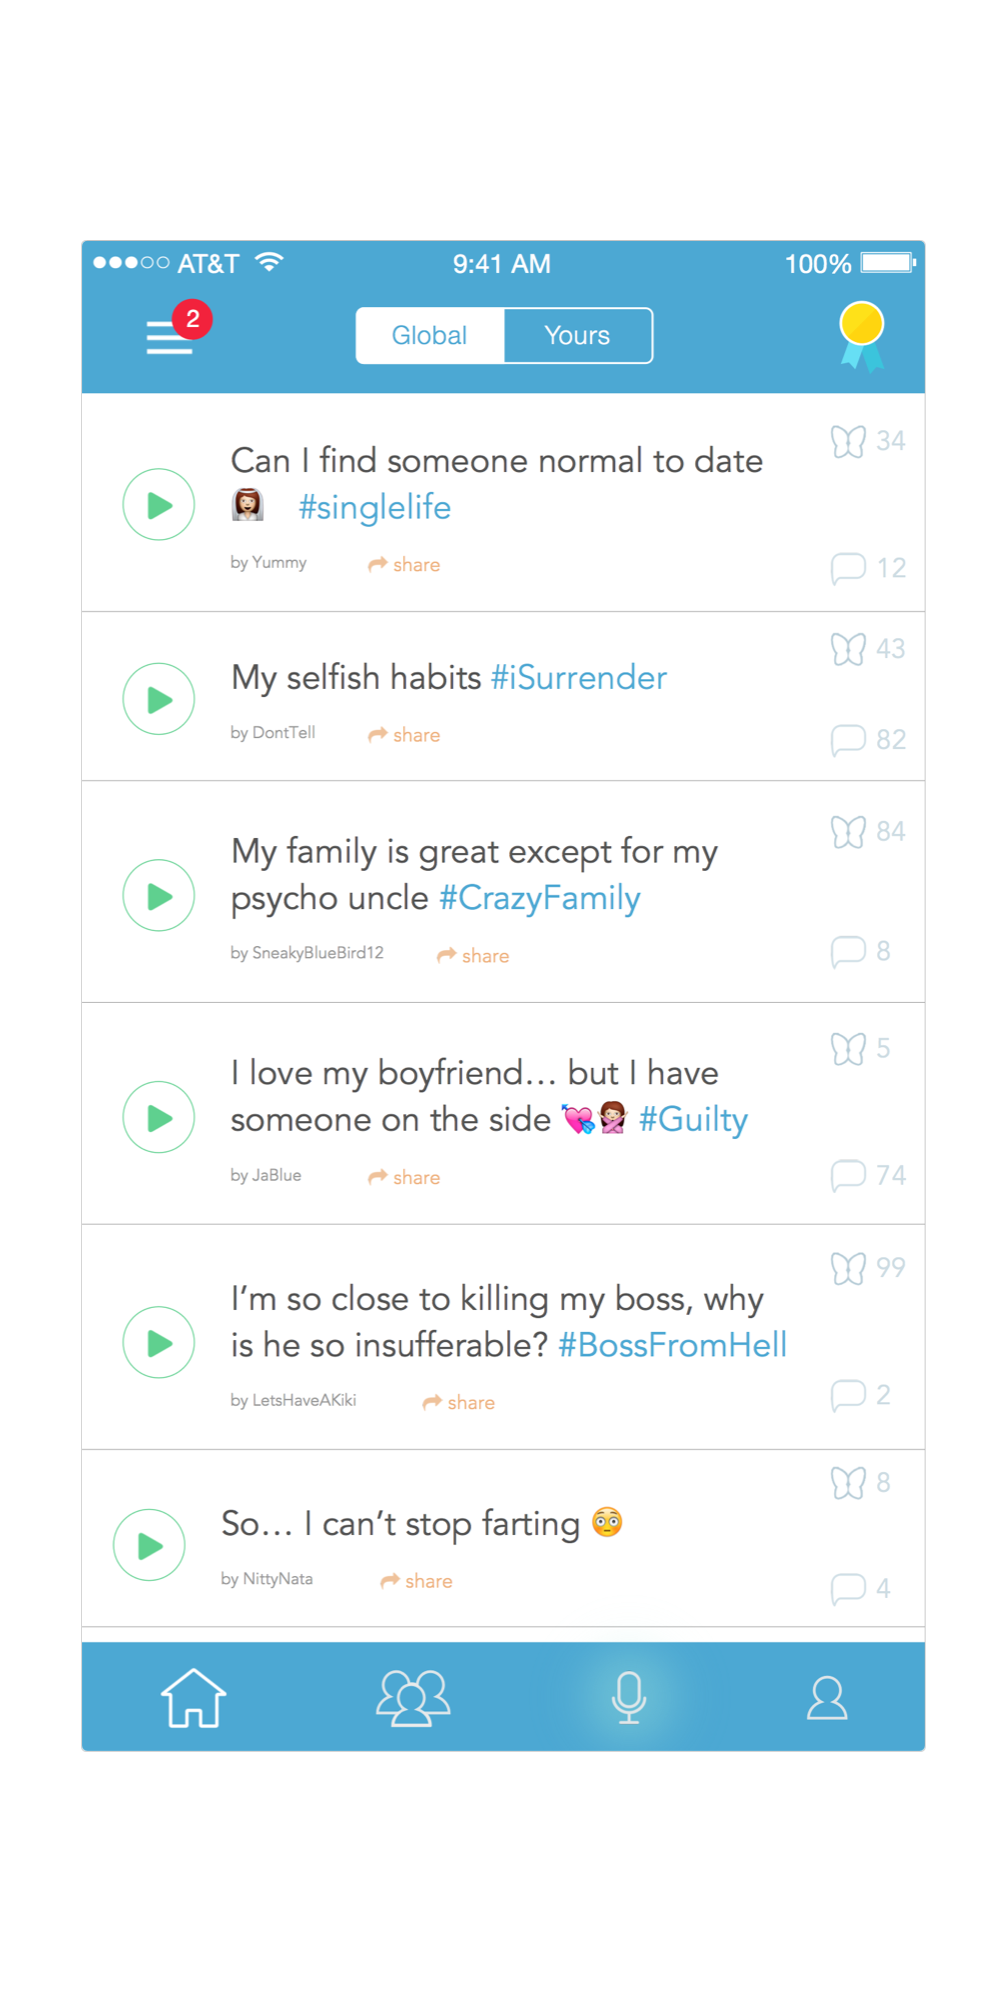 AT&T 9:41 AM 100%
2
Global Yours
Can I find someone normal to date
👰 #singlelife
by Yummy share
34
12
My selfish habits #iSurrender
by DontTell share
43
82
My family is great except for my
psycho uncle #CrazyFamily
by SneakyBlueBird12 share
84
8
I love my boyfriend... but I have
someone on the side 💘🙅 #Guilty
by JaBlue share
5
74
I'm so close to killing my boss, why
is he so insufferable? #BossFromHell
by LetsHaveAKiki share
99
2
So... I can't stop farting 😳
by NittyNata share
8
4